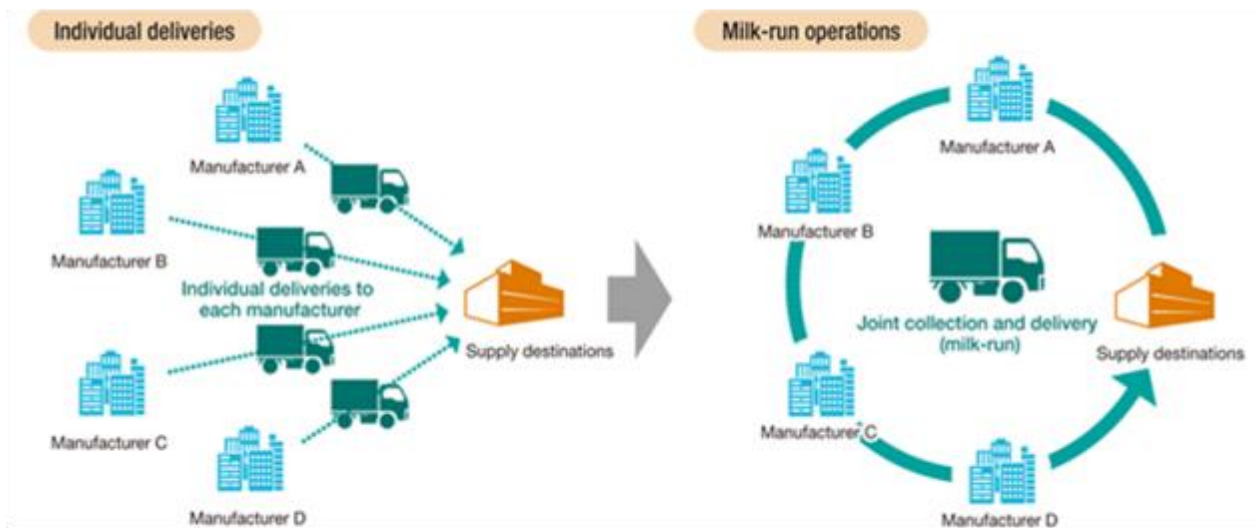 Individual deliveries
Manufacturer A
Manufacturer B
Individual deliveries to
each manufacturer
Supply destinations
Manufacturer C
Manufacturer D
Milk-run operations
Manufacturer A
Manufacturer B
Joint collection and delivery
(milk-run)
Supply destinations
Manufacturer C
Manufacturer D